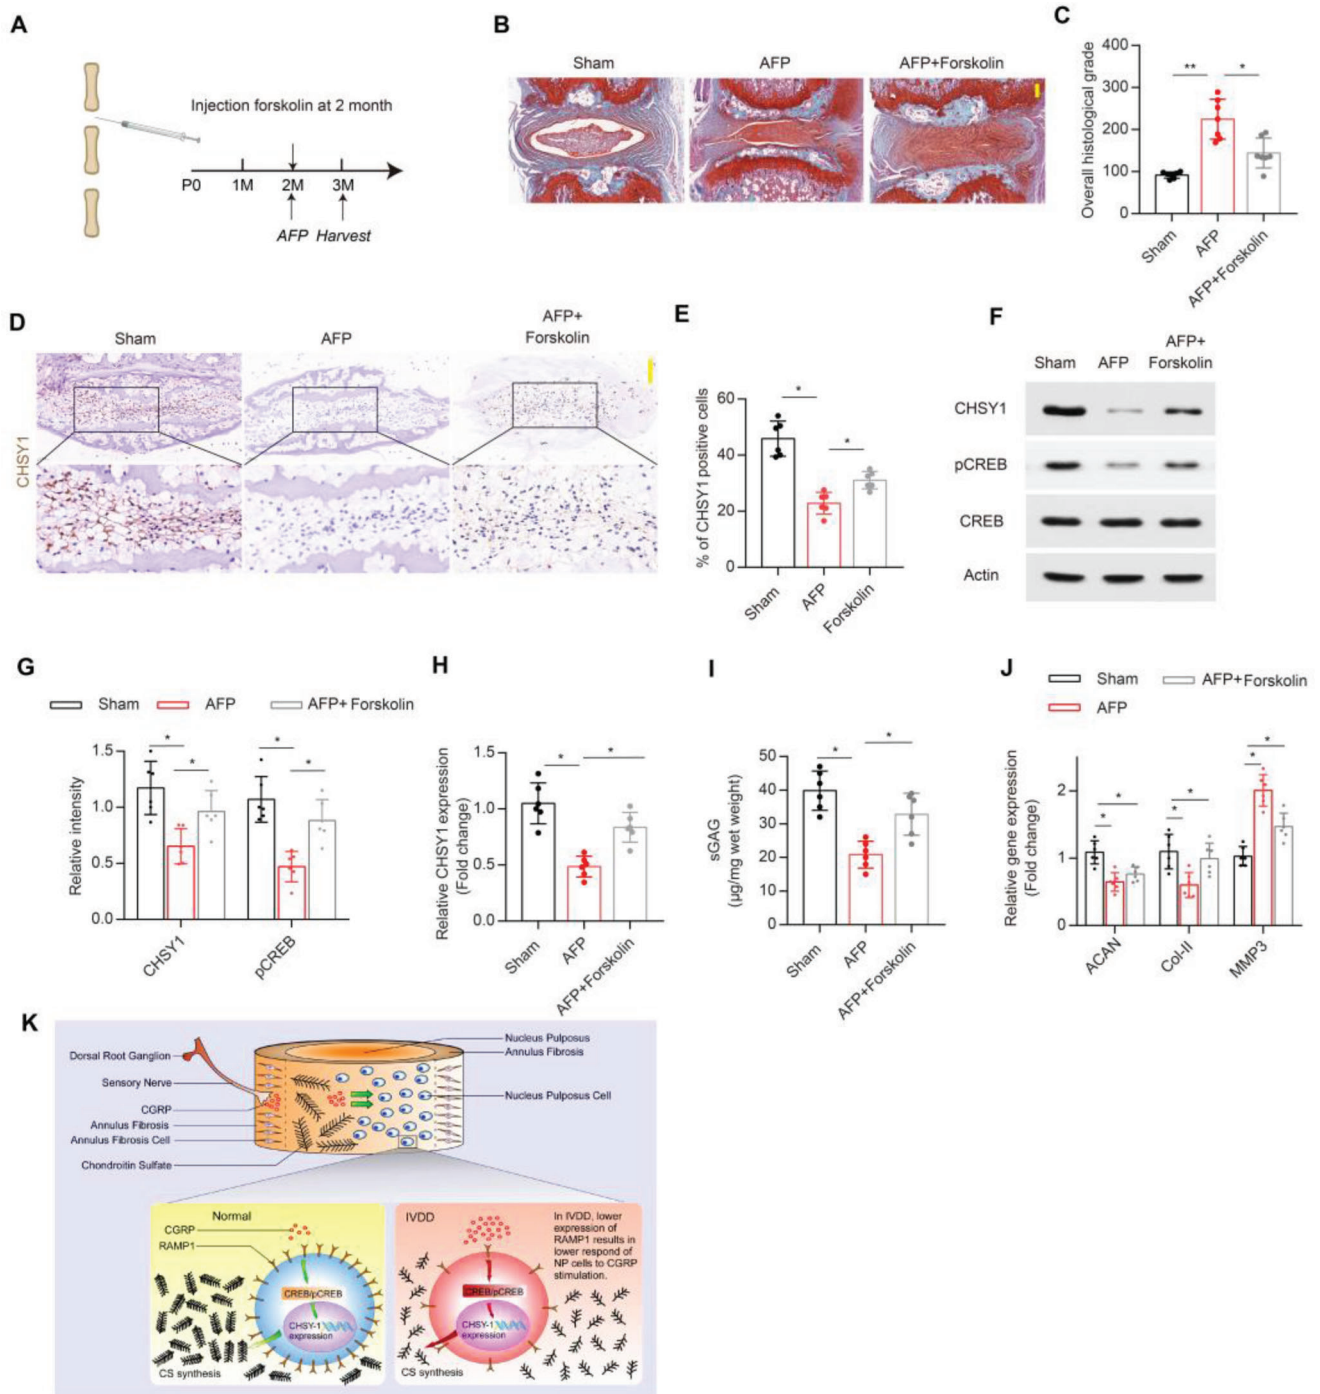 A
Injection forskolin at 2 month
P0 1M 2M 3M
AFP Harvest
B
Sham AFP AFP+Forskolin
C
Overall histological grade
400
300
200
100
0
** *
Sham AFP AFP+Forskolin
D
Sham AFP AFP+
Forskolin
CHSY1
E
% of CHSY1 positive cells
60
40
20
0
*
*
Sham AFP Forskolin
F
Sham AFP AFP+
Forskolin
CHSY1
pCREB
CREB
Actin
G
Sham AFP AFP+Forskolin
Relative intensity
1.5
1.0
0.5
0.0
* *
* *
CHSY1 pCREB
H
Relative CHSY1 expression
(Fold change)
1.5
1.0
0.5
0.0
* *
Sham AFP AFP+Forskolin
I
sGAG
(μg/mg wet weight)
50
40
30
20
10
0
* *
Sham AFP AFP+Forskolin
J
Sham AFP+Forskolin
AFP
Relative gene expression
(Fold change)
2
1
0
* * *
* * *
ACAN Col-II MMP3
K
Dorsal Root Ganglion
Sensory Nerve
CGRP
Annulus Fibrosis
Annulus Fibrosis Cell
Chondroitin Sulfate
Nucleus Pulposus
Annulus Fibrosis
Nucleus Pulposus Cell
Normal
CGRP
RAMP1
CREB/pCREB
CHSY-1
expression
CS synthesis
IVDD
In IVDD, lower
expression of
RAMP1 results in
lower respond of
NP cells to CGRP
stimulation.
CREB/pCREB
CHSY-1
expression
CS synthesis